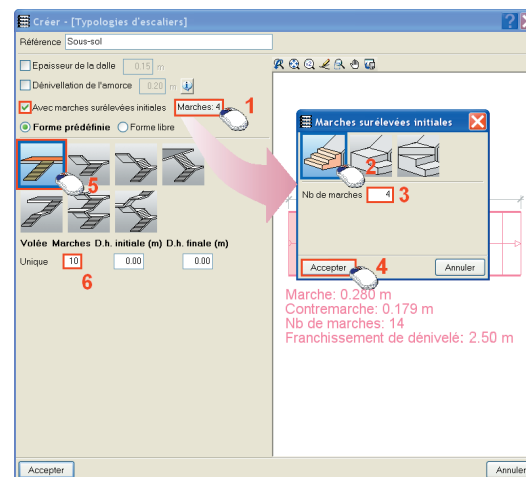 Créer - [Typologies d'escaliers]
Référence Sous-sol
Epaisseur de la dalle 0.15 m
Dénivellation de l'amorce 0.20 m
Avec marches surélevées initiales Marches: 4 1
Forme prédéfinie Forme libre
5
Volée Marches D.h. initiale (m) D.h. finale (m)
Unique 10 0.00 0.00
6
Marches surélevées initiales
2
Nb de marches 4 3
Accepter 4 Annuler
Marche: 0.280 m
Contremarche: 0.179 m
Nb de marches: 14
Franchissement de dénivelé: 2.50 m
Accepter Annuler